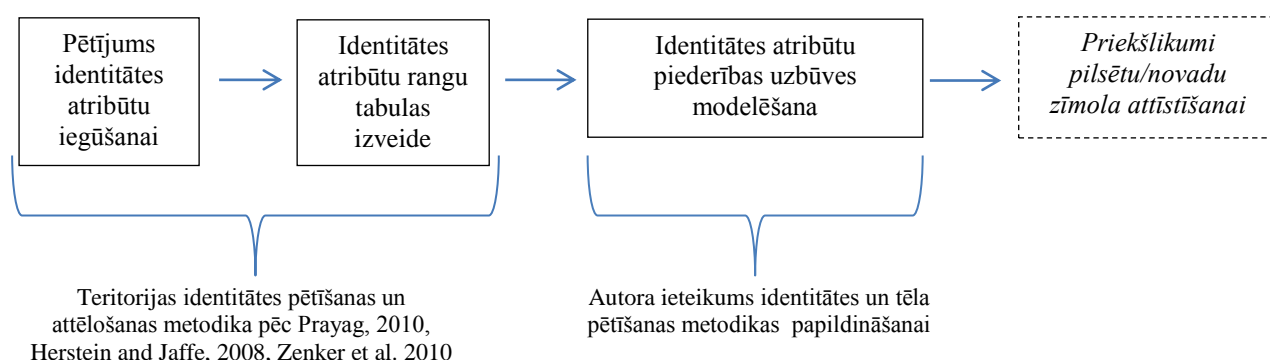 Pētījums
identitātes
atribūtu
iegūšanai
Identitātes
atribūtu rangu
tabulas
izveide
Identitātes atribūtu
piederības uzbūves
modelēšana
Priekšlikumi
pilsētu/novadu
zīmola attīstīšanai
Teritorijas identitātes pētīšanas un
attēlošanas metodika pēc Prayag, 2010,
Herstein and Jaffe, 2008, Zenker et al. 2010
Autora ieteikums identitātes un tēla
pētīšanas metodikas papildināšanai